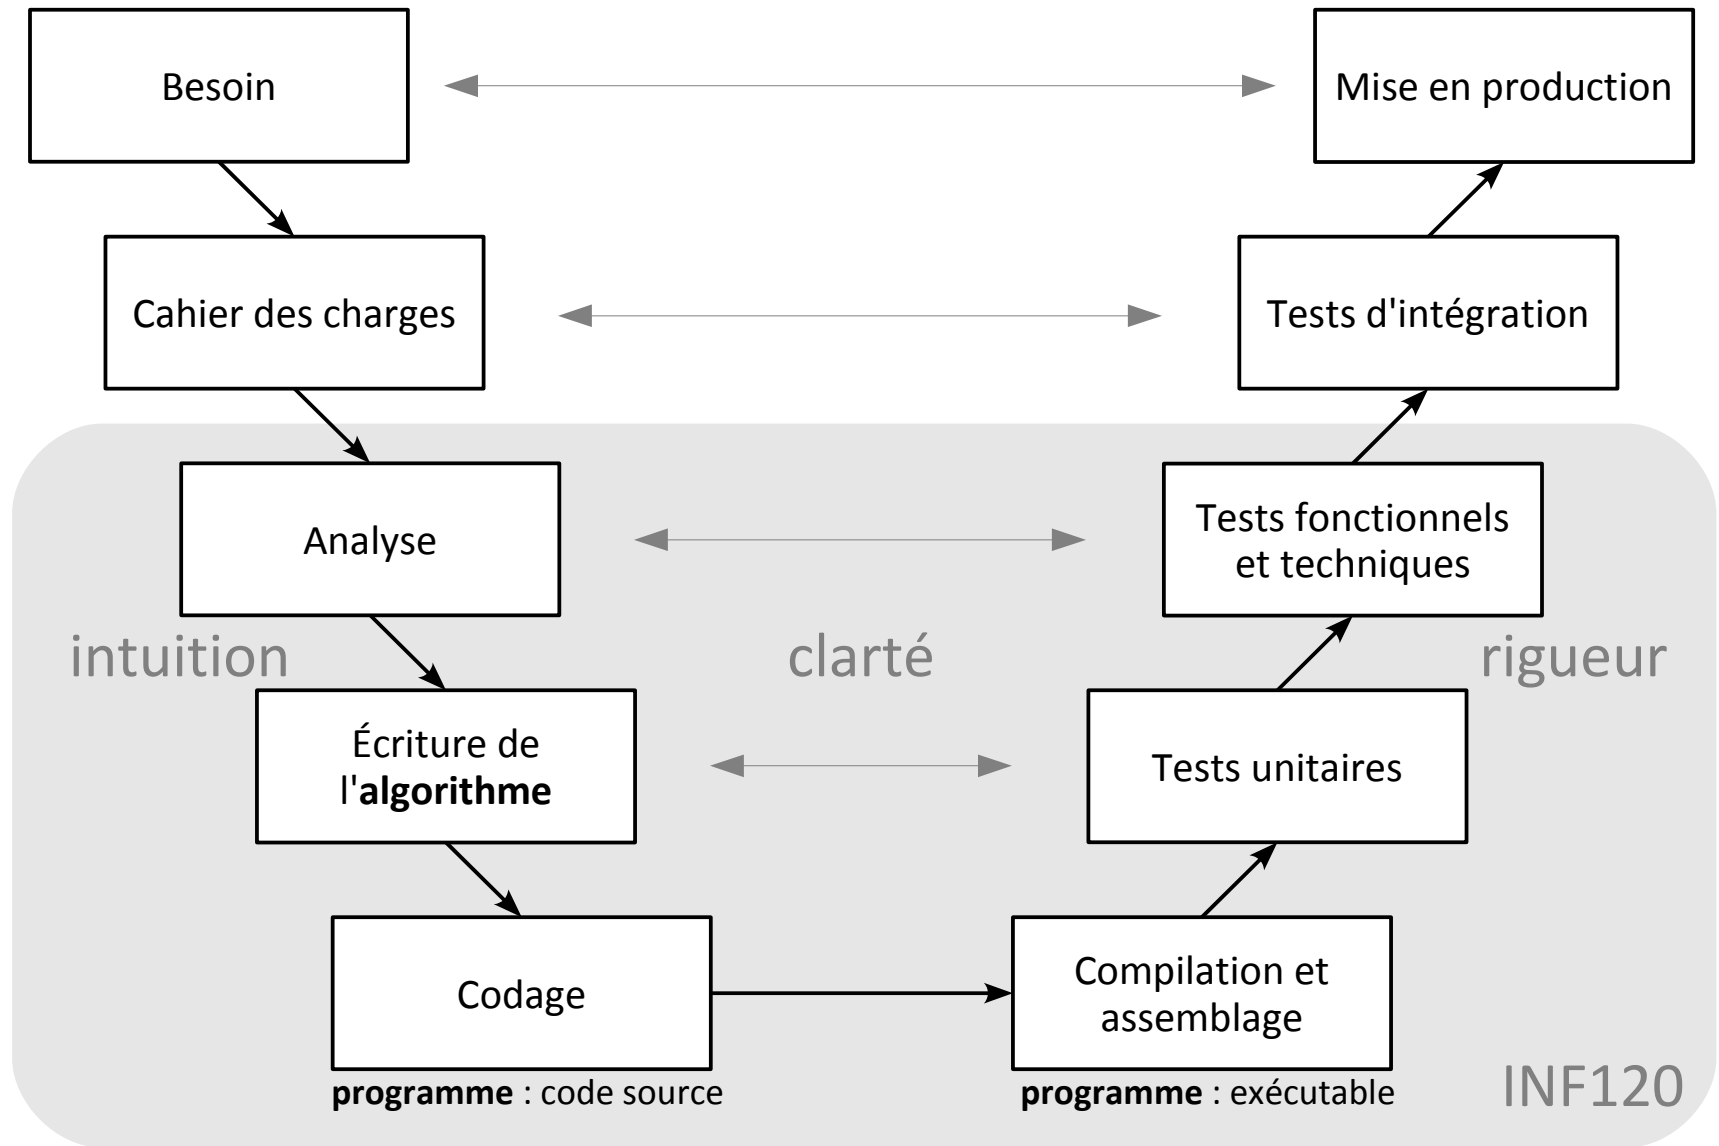 Besoin
Mise en production
Cahier des charges
Tests d'intégration
Analyse
Tests fonctionnels
et techniques
intuition
clarté
rigueur
Écriture de
l'algorithme
Tests unitaires
Codage
Compilation et
assemblage
programme : code source
programme : exécutable
INF120